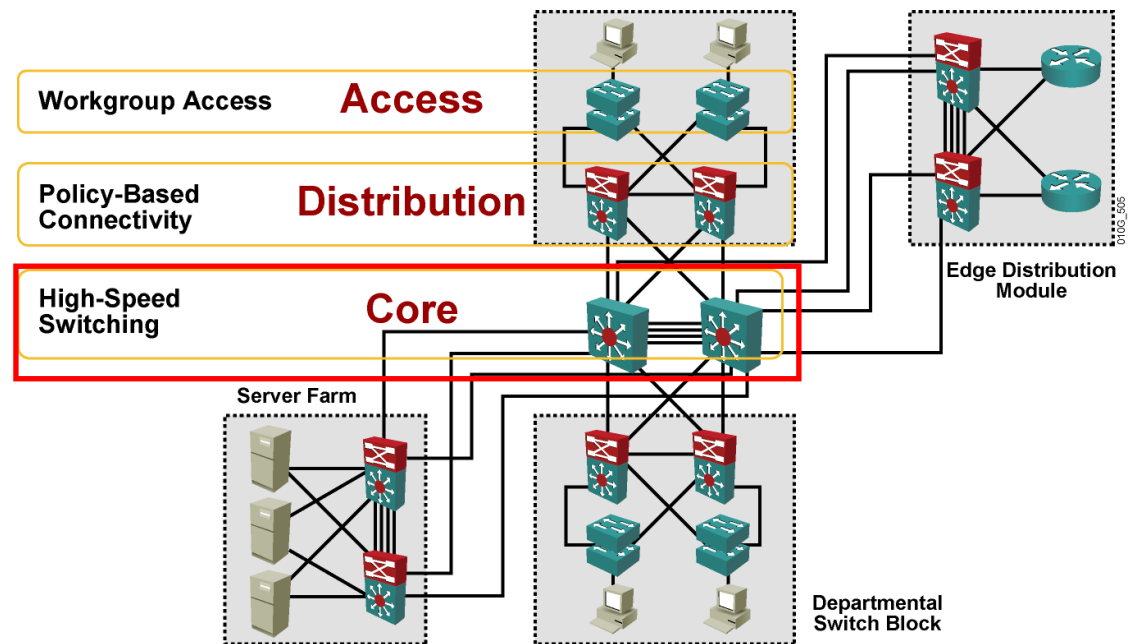 Workgroup Access
Access
Policy-Based
Connectivity
Distribution
High-Speed
Switching
Core
Server Farm
Edge Distribution
Module
010G_505
Departmental
Switch Block